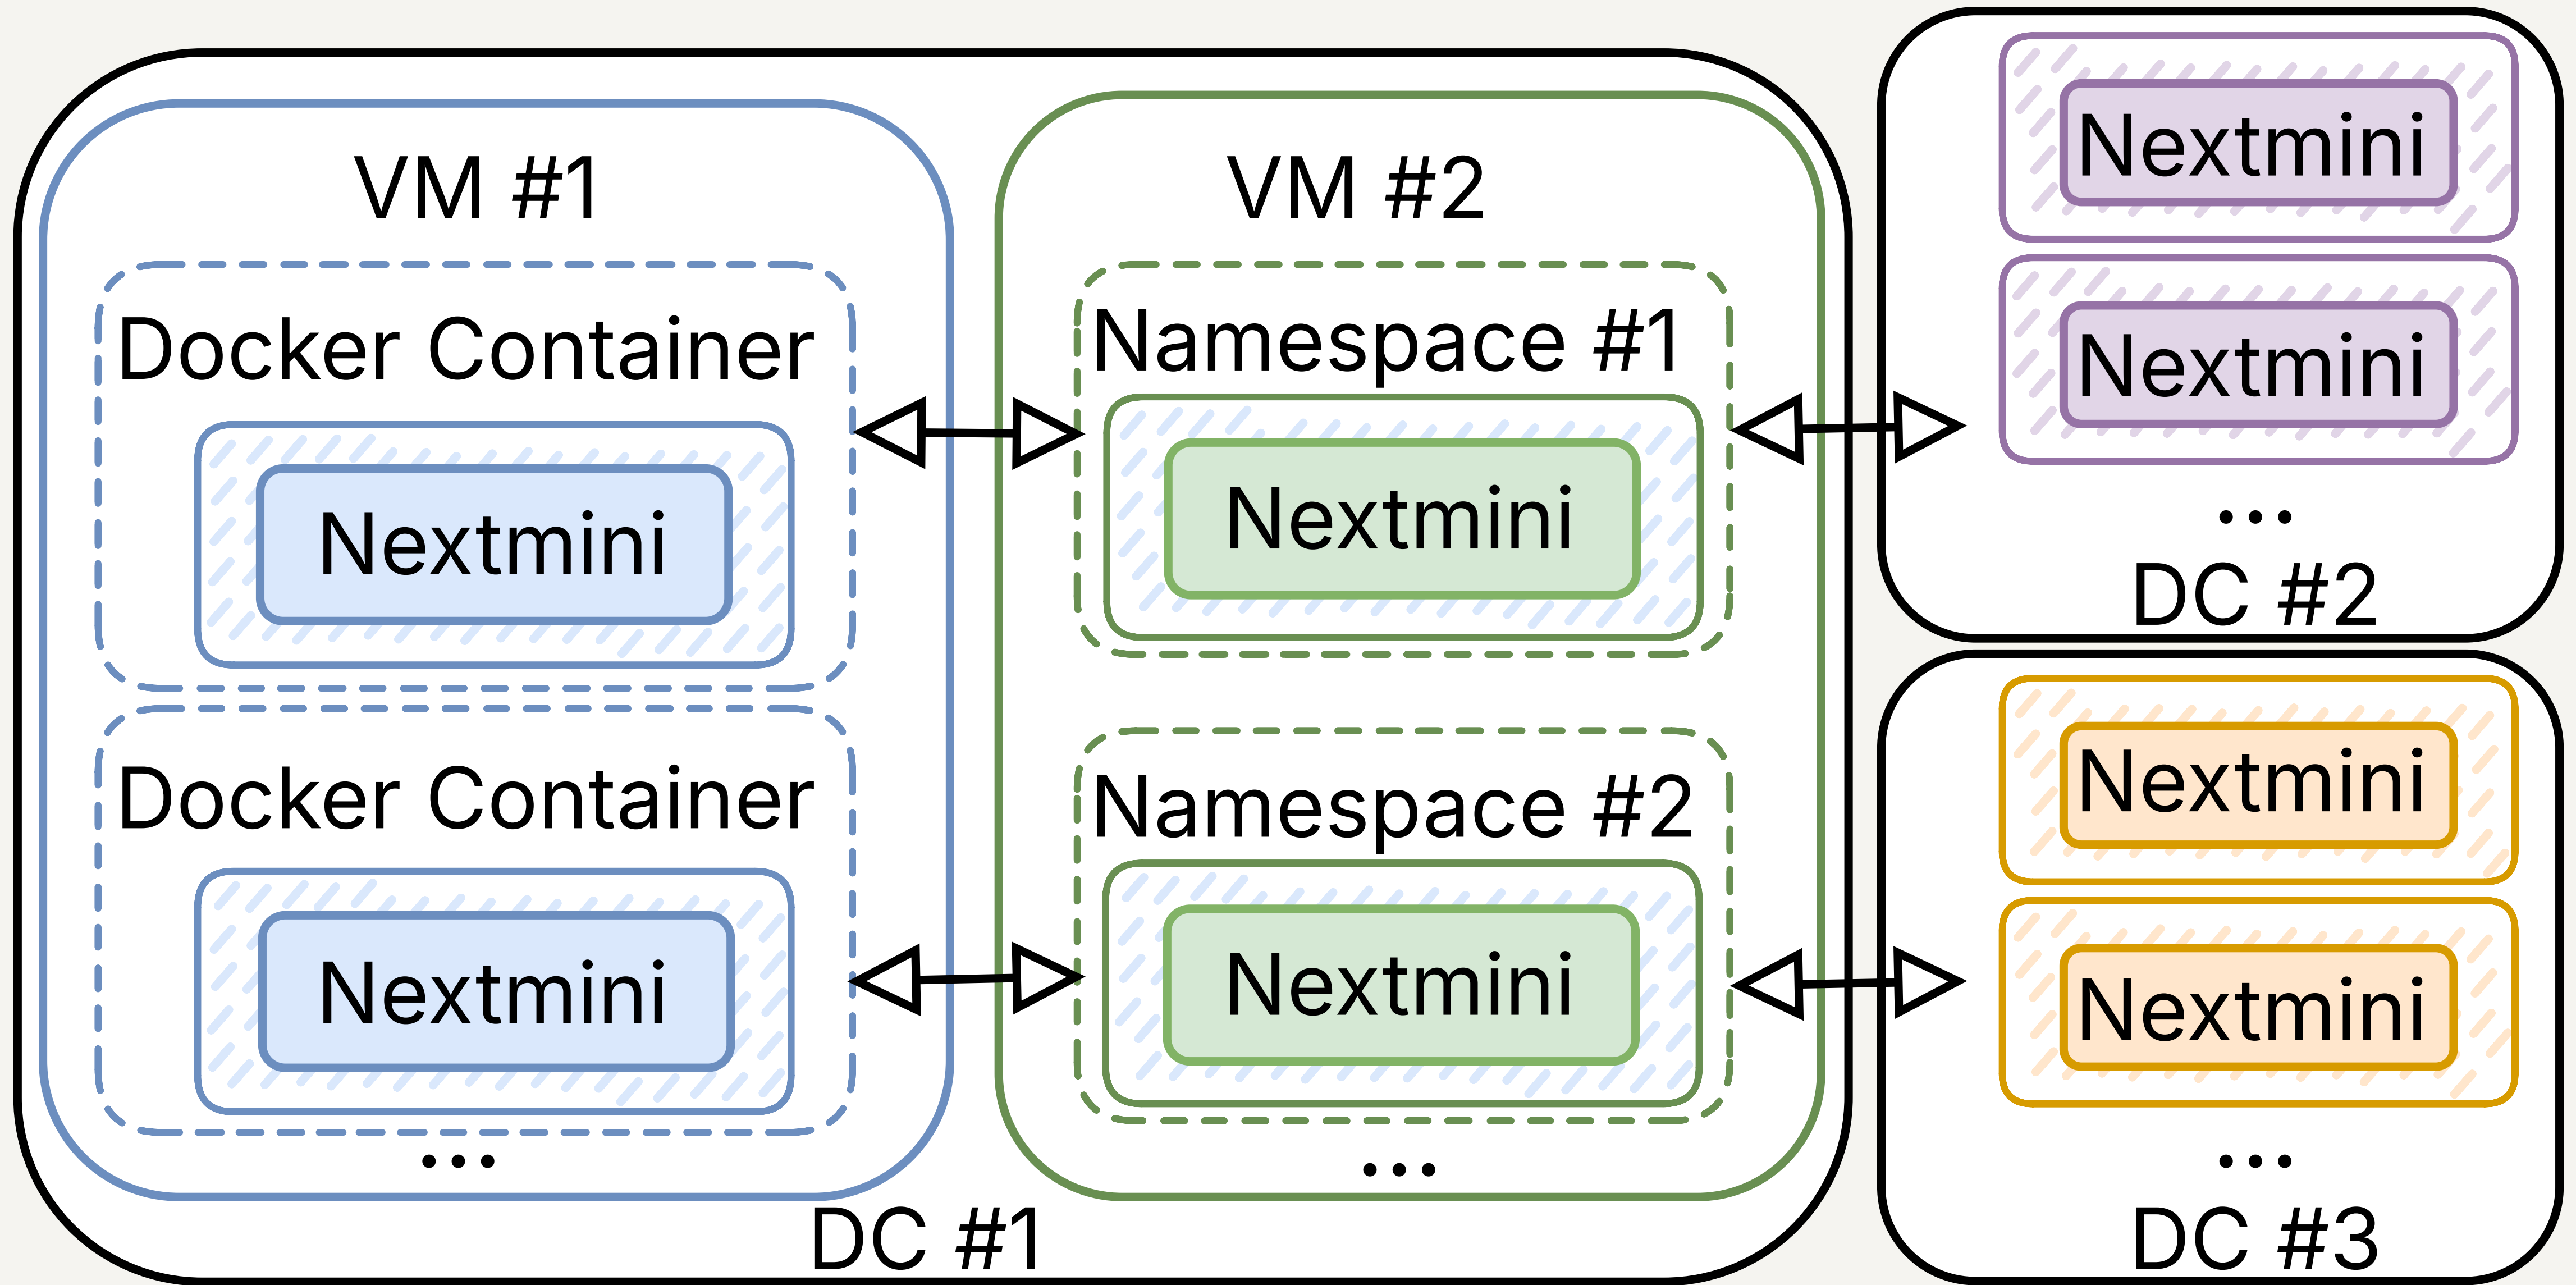 VM #1
Docker Container
Nextmini
Docker Container
Nextmini
...
VM #2
Namespace #1
Nextmini
Namespace #2
Nextmini
...
DC #1
Nextmini
Nextmini
...
DC #2
Nextmini
Nextmini
...
DC #3